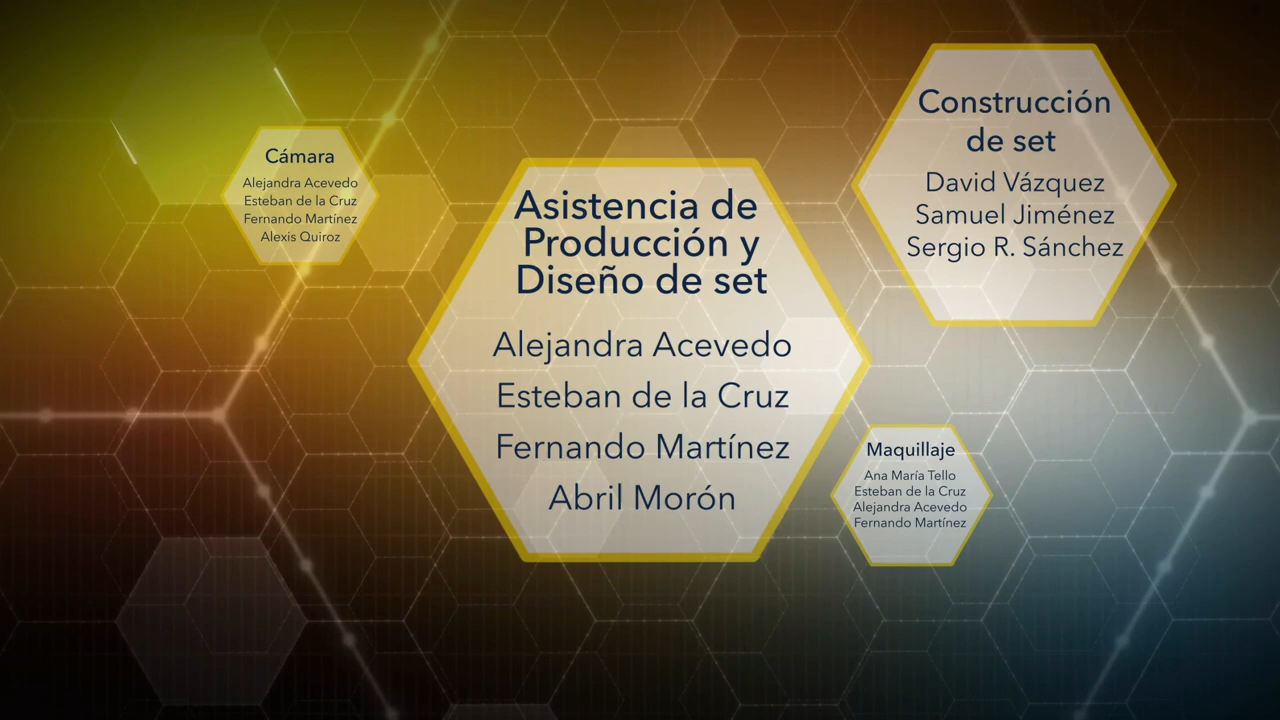 Cámara
Alejandra Acevedo
Esteban de la Cruz
Fernando Martínez
Alexis Quiroz
Asistencia de
Producción y
Diseño de set
Alejandra Acevedo
Esteban de la Cruz
Fernando Martínez
Abril Morón
Construcción
de set
David Vázquez
Samuel Jiménez
Sergio R. Sánchez
Maquillaje
Ana María Tello
Esteban de la Cruz
Alejandra Acevedo
Fernando Martínez